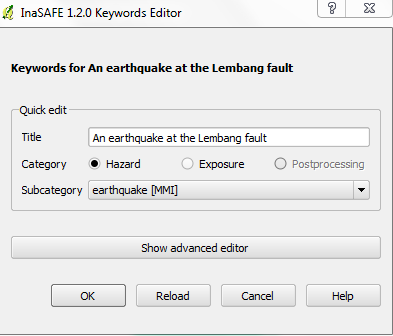 InaSAFE 1.2.0 Keywords Editor
Keywords for An earthquake at the Lembang fault
Quick edit
Title An earthquake at the Lembang fault
Category Hazard Exposure Postprocessing
Subcategory earthquake [MMI]
Show advanced editor
OK Reload Cancel Help